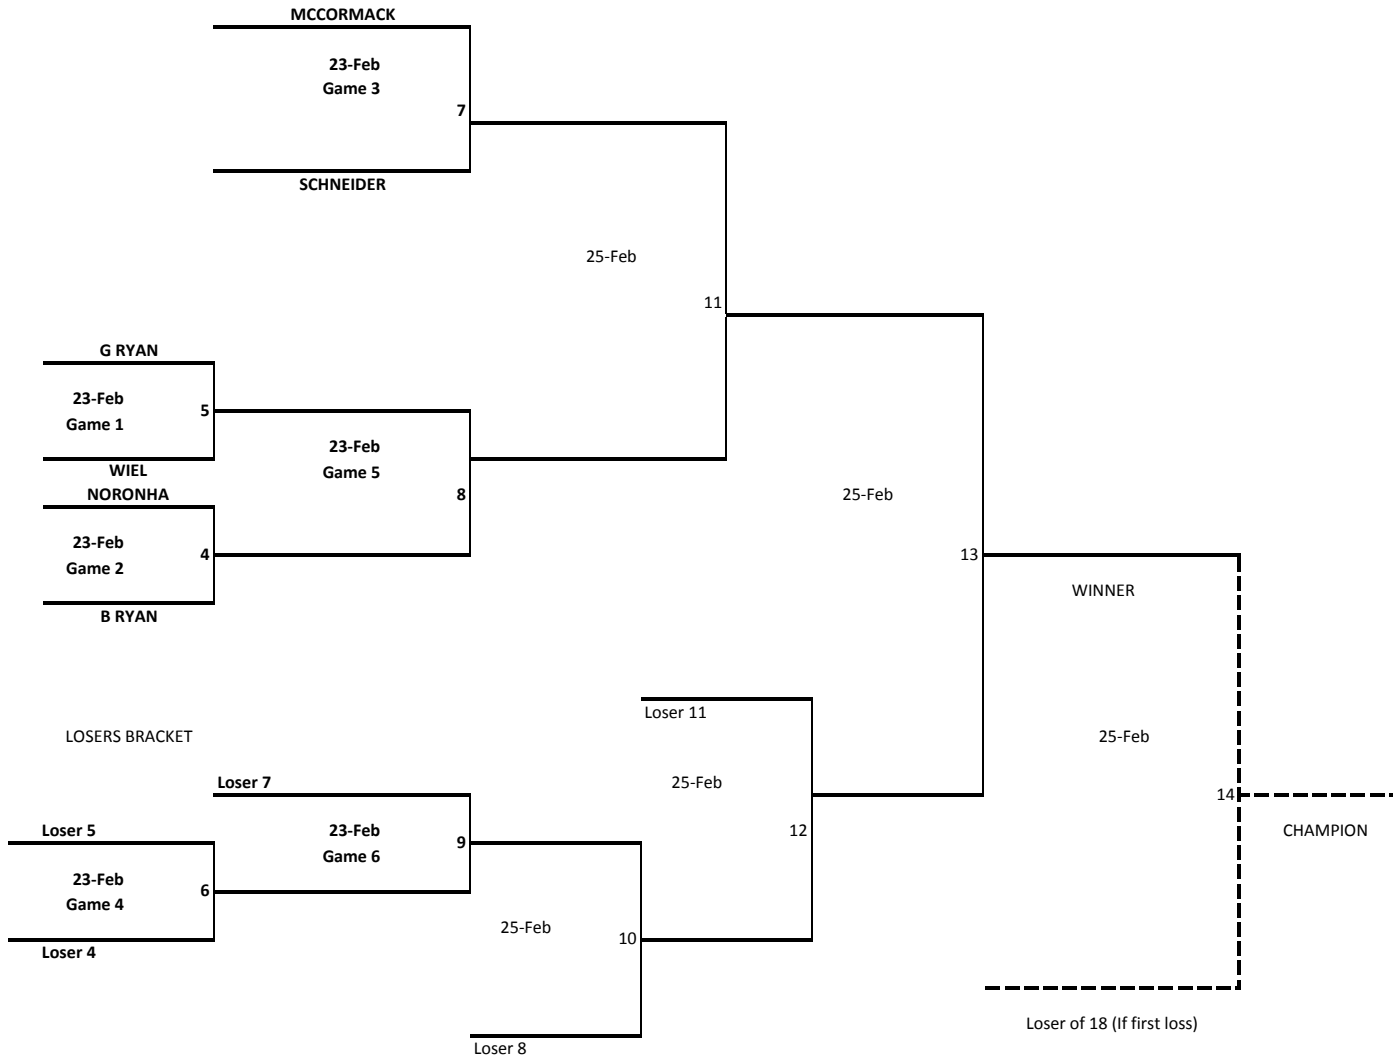 MCCORMACK
23-Feb
Game 3
7
SCHNEIDER
25-Feb
11
G RYAN
23-Feb
Game 1
5
WIEL
23-Feb
Game 5
8
NORONHA
23-Feb
Game 2
4
B RYAN
25-Feb
13
WINNER
LOSERS BRACKET
Loser 11
25-Feb
12
Loser 7
23-Feb
Game 6
9
Loser 5
23-Feb
Game 4
6
Loser 4
25-Feb
10
Loser 8
25-Feb
14
CHAMPION
Loser of 18 (If first loss)